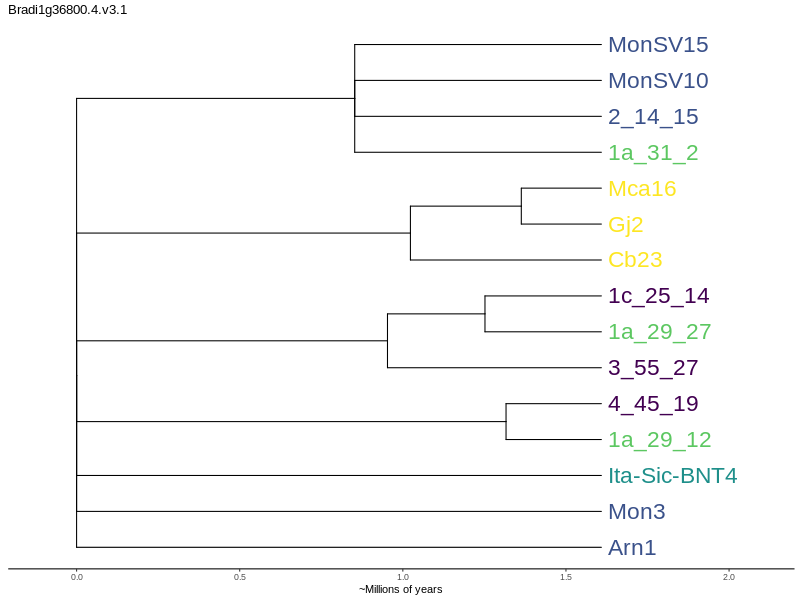 Bradi1g36800.4.v3.1
MonSV15
MonSV10
2_14_15
1a_31_2
Mca16
Gj2
Cb23
1c_25_14
1a_29_27
3_55_27
4_45_19
1a_29_12
Ita-Sic-BNT4
Mon3
Arn1
0.0 0.5 1.0 1.5 2.0
~Millions of years